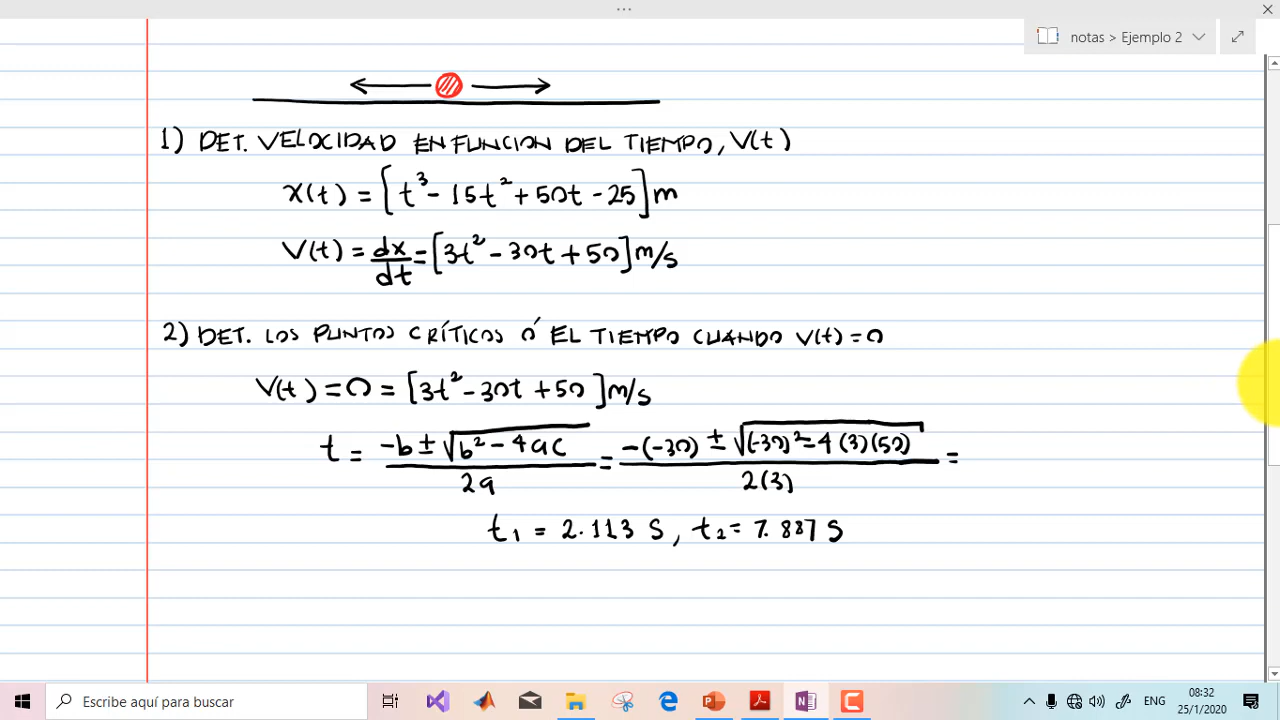 notas > Ejemplo 2
1) DET. VELOCIDAD EN FUNCION DEL TIEMPO, V(t)
x(t) = [t³ - 15t² + 50t - 25] m
V(t) = dx/dt = [3t² - 30t + 50] m/s
2) DET. LOS PUNTOS CRÍTICOS Ó EL TIEMPO CUANDO V(t) = 0
V(t) = 0 = [3t² - 30t + 50] m/s
t = (-b ± √(b² - 4ac))/2a = (-(-30) ± √((-30)² - 4(3)(50)))/2(3) =
t₁ = 2.113 s, t₂ = 7.887 s
Escribe aquí para buscar
ENG
08:32
25/1/2020